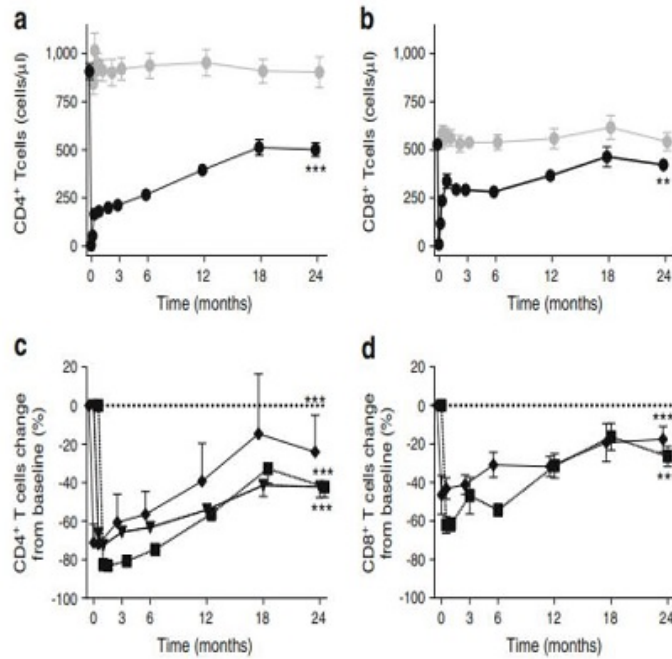 a
CD4⁺ Tcells (cells/µl)
1,000
750
500
250
0
***
0 3 6 12 18 24
Time (months)
b
CD8⁺ Tcells (cells/µl)
1,000
750
500
250
0
**
0 3 6 12 18 24
Time (months)
c
CD4⁺ T cells change
from baseline (%)
20
0
-20
-40
-60
-80
-100
***
***
***
0 3 6 12 18 24
Time (months)
d
CD8⁺ T cells change
from baseline (%)
20
0
-20
-40
-60
-80
-100
***
***
0 3 6 12 18 24
Time (months)